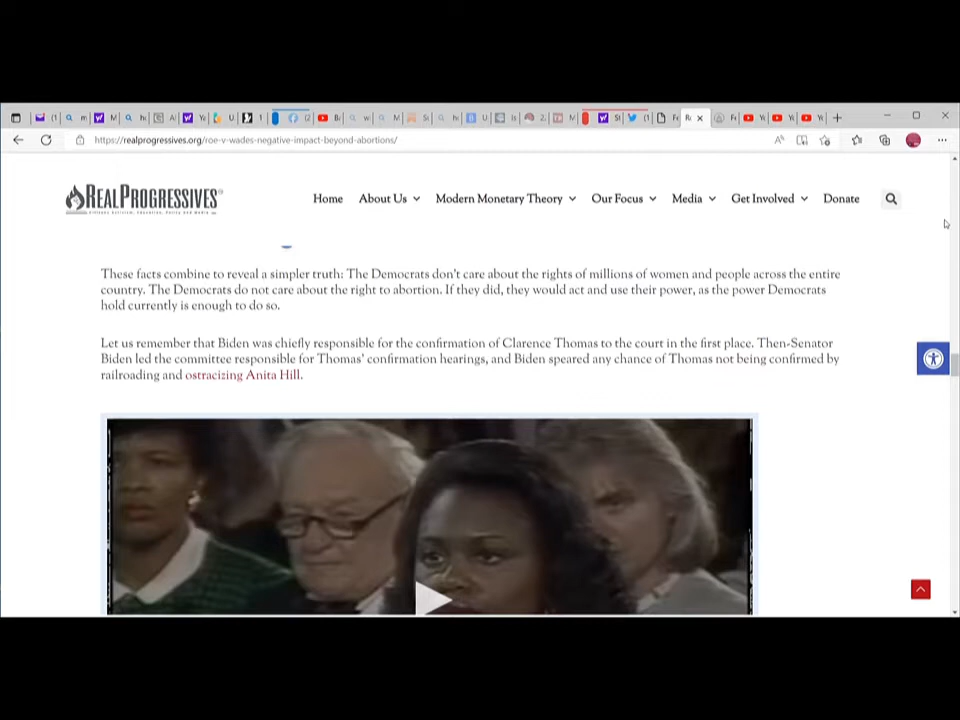 https://realprogressives.org/roe-v-wades-negative-impact-beyond-abortions/
REALPROGRESSIVES
Home About Us Modern Monetary Theory Our Focus Media Get Involved Donate
These facts combine to reveal a simpler truth: The Democrats don't care about the rights of millions of women and people across the entire
country. The Democrats do not care about the right to abortion. If they did, they would act and use their power, as the power Democrats
hold currently is enough to do so.
Let us remember that Biden was chiefly responsible for the confirmation of Clarence Thomas to the court in the first place. Then-Senator
Biden led the committee responsible for Thomas' confirmation hearings, and Biden speared any chance of Thomas not being confirmed by
railroading and ostracizing Anita Hill.